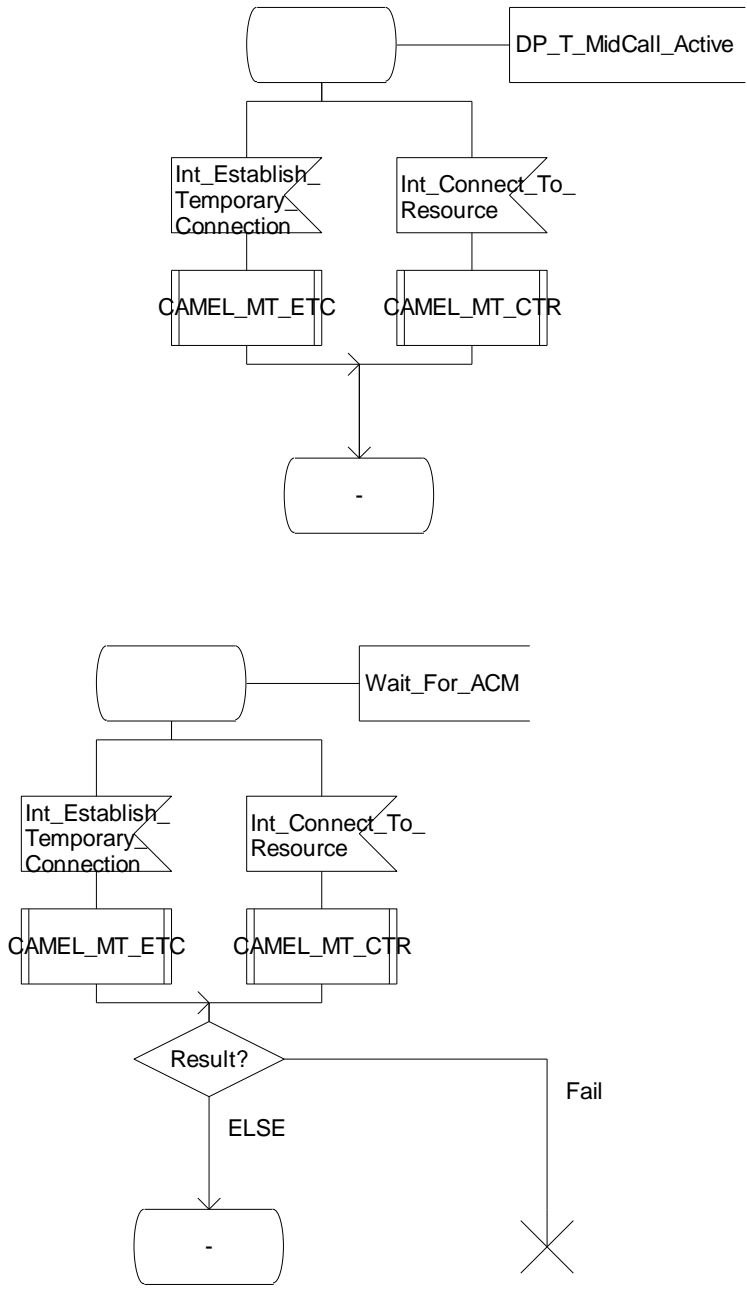 DP_T_MidCall_Active
Int_Establish_
Temporary_
Connection
Int_Connect_To_
Resource
CAMEL_MT_ETC
CAMEL_MT_CTR
-
Wait_For_ACM
Int_Establish_
Temporary_
Connection
Int_Connect_To_
Resource
CAMEL_MT_ETC
CAMEL_MT_CTR
Result?
Fail
ELSE
-